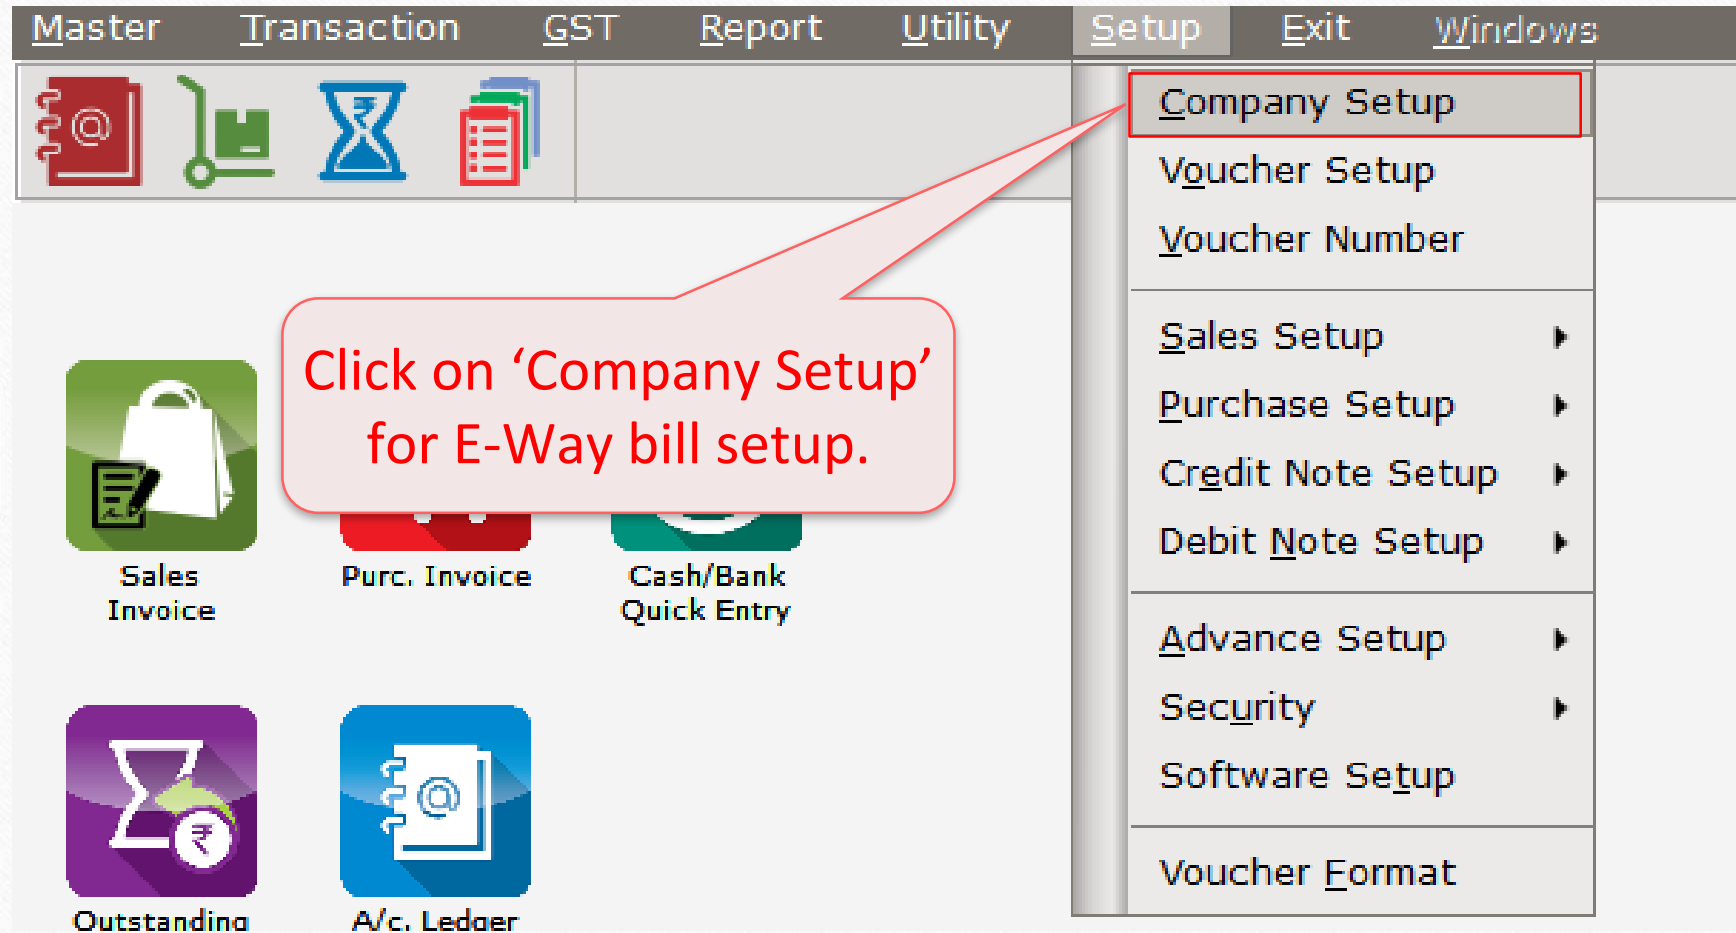 Master Transaction GST Report Utility Setup Exit Windows
Company Setup
Voucher Setup
Voucher Number
Sales Setup
Purchase Setup
Credit Note Setup
Debit Note Setup
Advance Setup
Security
Software Setup
Voucher Format
Click on ‘Company Setup’
for E-Way bill setup.
Sales
Invoice
Purc. Invoice
Cash/Bank
Quick Entry
Outstanding
A/c. Ledger